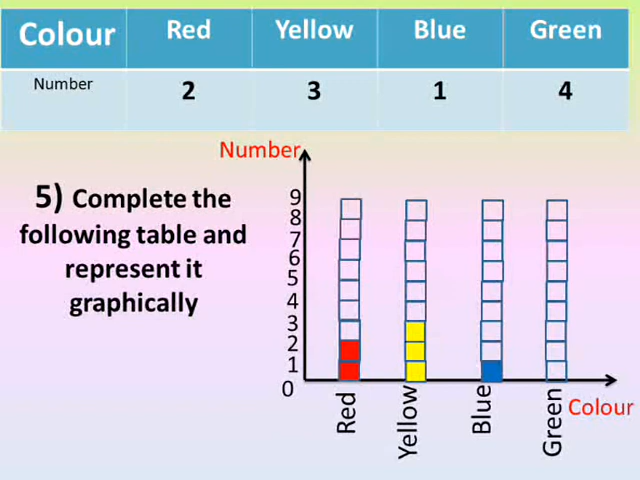 Colour Red Yellow Blue Green
Number 2 3 1 4
Number
5) Complete the
following table and
represent it
graphically
9
8
7
6
5
4
3
2
1
0
Red Yellow Blue Green
Colour